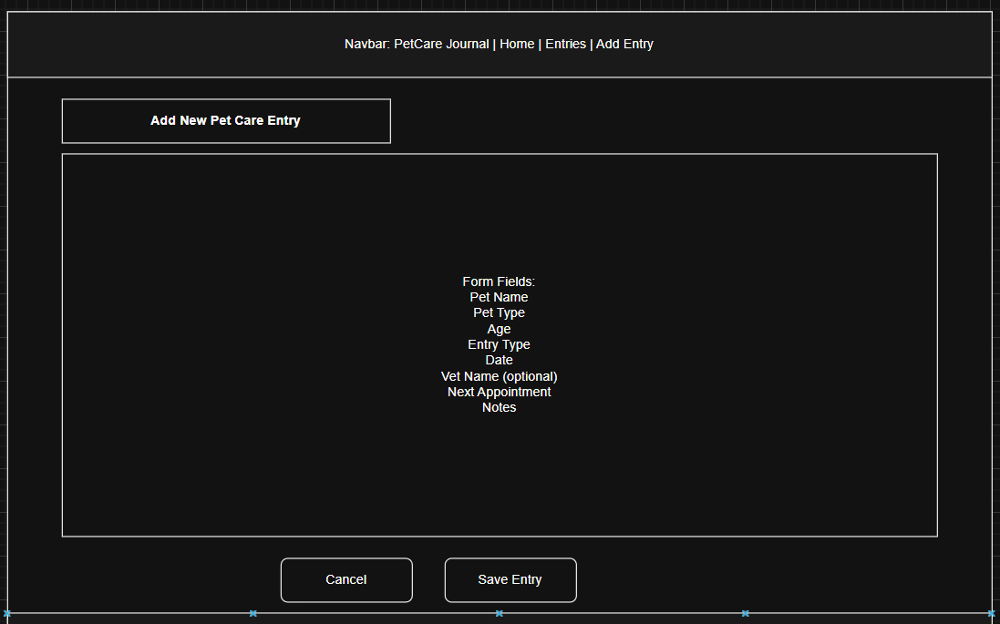 Navbar: PetCare Journal | Home | Entries | Add Entry
Add New Pet Care Entry
Form Fields:
Pet Name
Pet Type
Age
Entry Type
Date
Vet Name (optional)
Next Appointment
Notes
Cancel
Save Entry